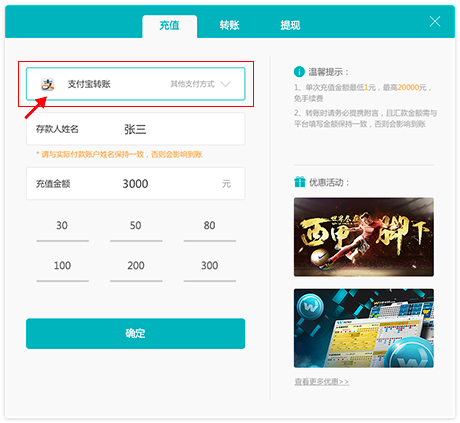 充值
转账
提现
支付宝转账
其他支付方式
存款人姓名
张三
* 请与实际付款账户姓名保持一致，否则会影响到账
充值金额
3000
元
30
50
80
100
200
300
确定
温馨提示：
1、单次充值金额最低1元，最高20000元，
免手续费
2、转账时请务必提携附言，且汇款金额需与
平台填写金额保持一致，否则会影响到账
优惠活动：
世界尽在
西甲脚下
查看更多优惠>>